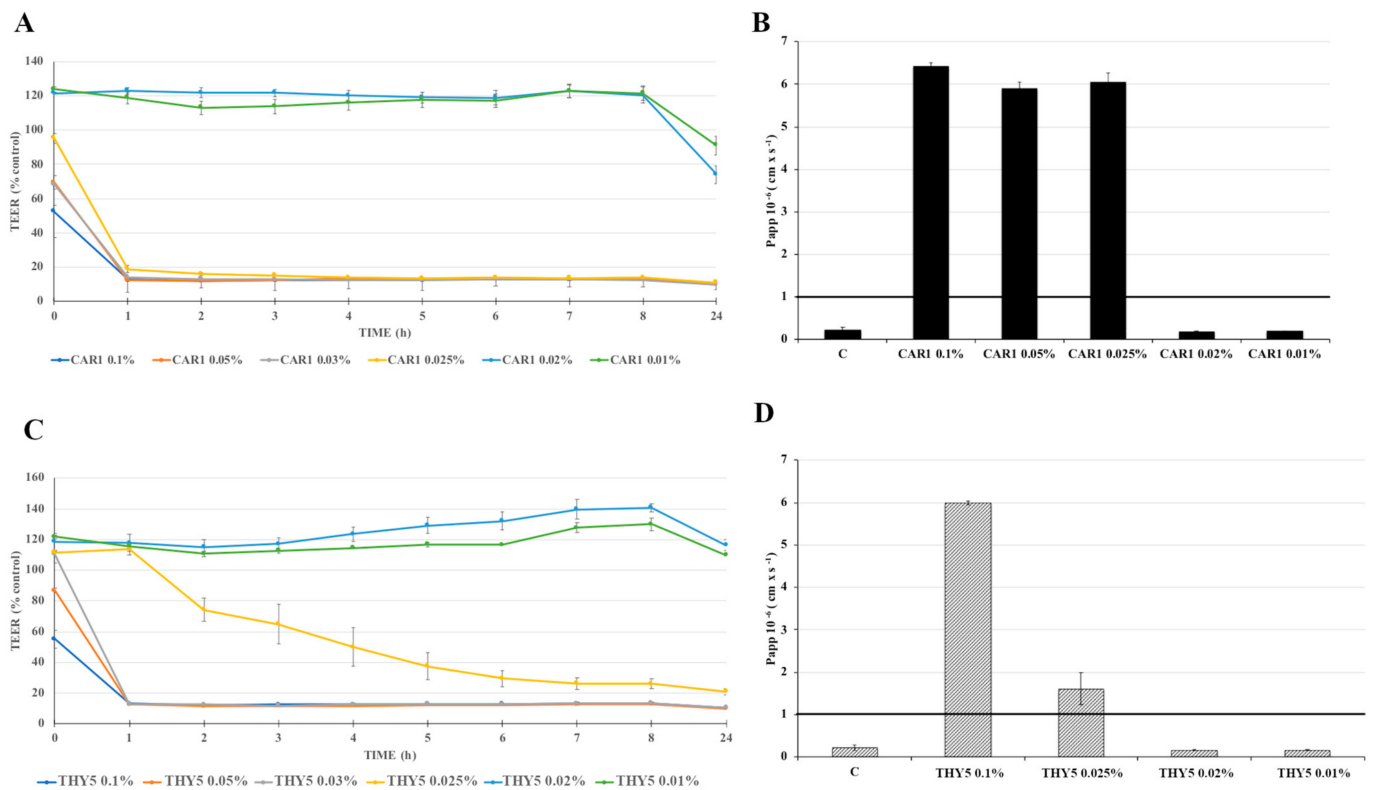 A
TEER (% control)
140
120
100
80
60
40
20
0
0 1 2 3 4 5 6 7 8 24
TIME (h)
CAR1 0.1% CAR1 0.05% CAR1 0.03% CAR1 0.025% CAR1 0.02% CAR1 0.01%
B
Papp 10⁻⁶ ( cm x s⁻¹)
7
6
5
4
3
2
1
0
C CAR1 0.1% CAR1 0.05% CAR1 0.025% CAR1 0.02% CAR1 0.01%
C
TEER (% control)
160
140
120
100
80
60
40
20
0
0 1 2 3 4 5 6 7 8 24
TIME (h)
THY5 0.1% THY5 0.05% THY5 0.03% THY5 0.025% THY5 0.02% THY5 0.01%
D
Papp 10⁻⁶ ( cm x s⁻¹)
7
6
5
4
3
2
1
0
C THY5 0.1% THY5 0.025% THY5 0.02% THY5 0.01%